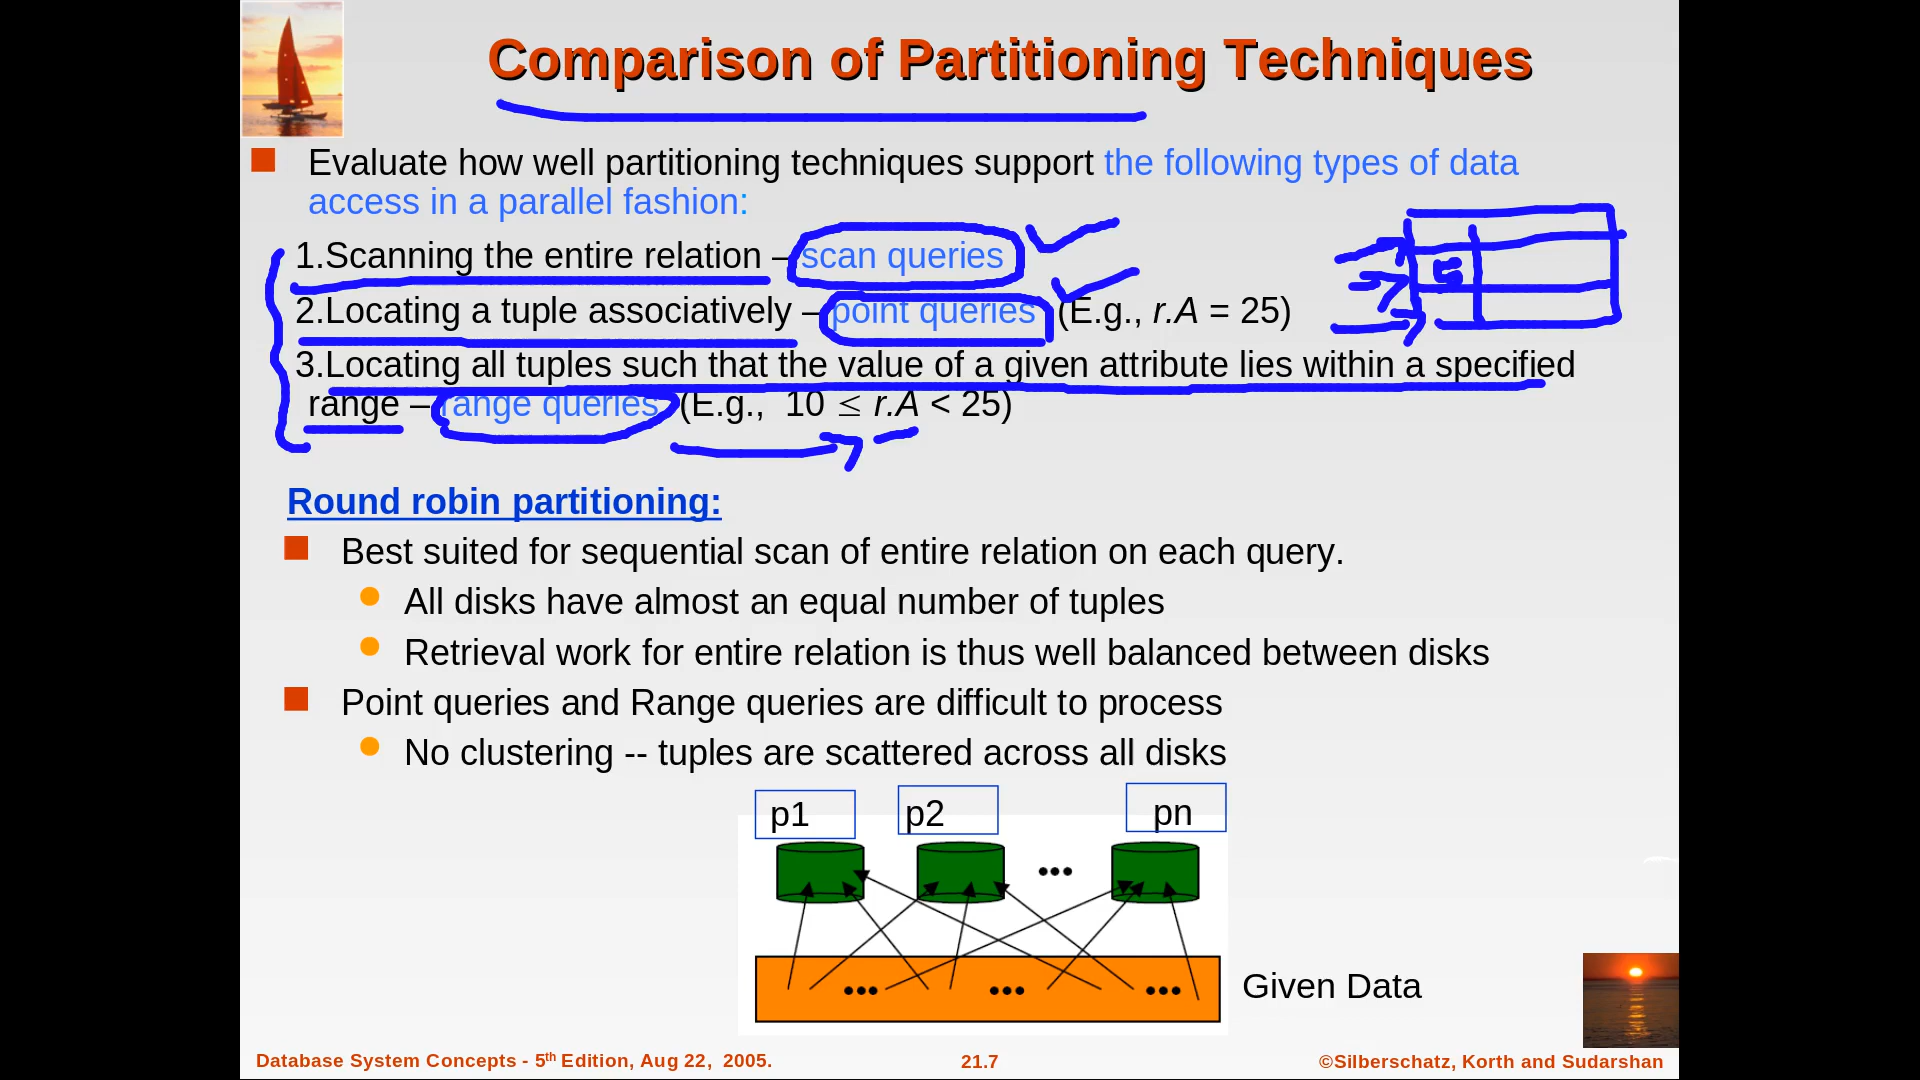 Comparison of Partitioning Techniques
Evaluate how well partitioning techniques support the following types of data
access in a parallel fashion:
1.Scanning the entire relation – scan queries
2.Locating a tuple associatively – point queries (E.g., r.A = 25)
3.Locating all tuples such that the value of a given attribute lies within a specified
range – range queries (E.g., 10 ≤ r.A < 25)
Round robin partitioning:
Best suited for sequential scan of entire relation on each query.
All disks have almost an equal number of tuples
Retrieval work for entire relation is thus well balanced between disks
Point queries and Range queries are difficult to process
No clustering -- tuples are scattered across all disks
p1 p2 pn
Given Data
Database System Concepts - 5th Edition, Aug 22, 2005. 21.7 ©Silberschatz, Korth and Sudarshan